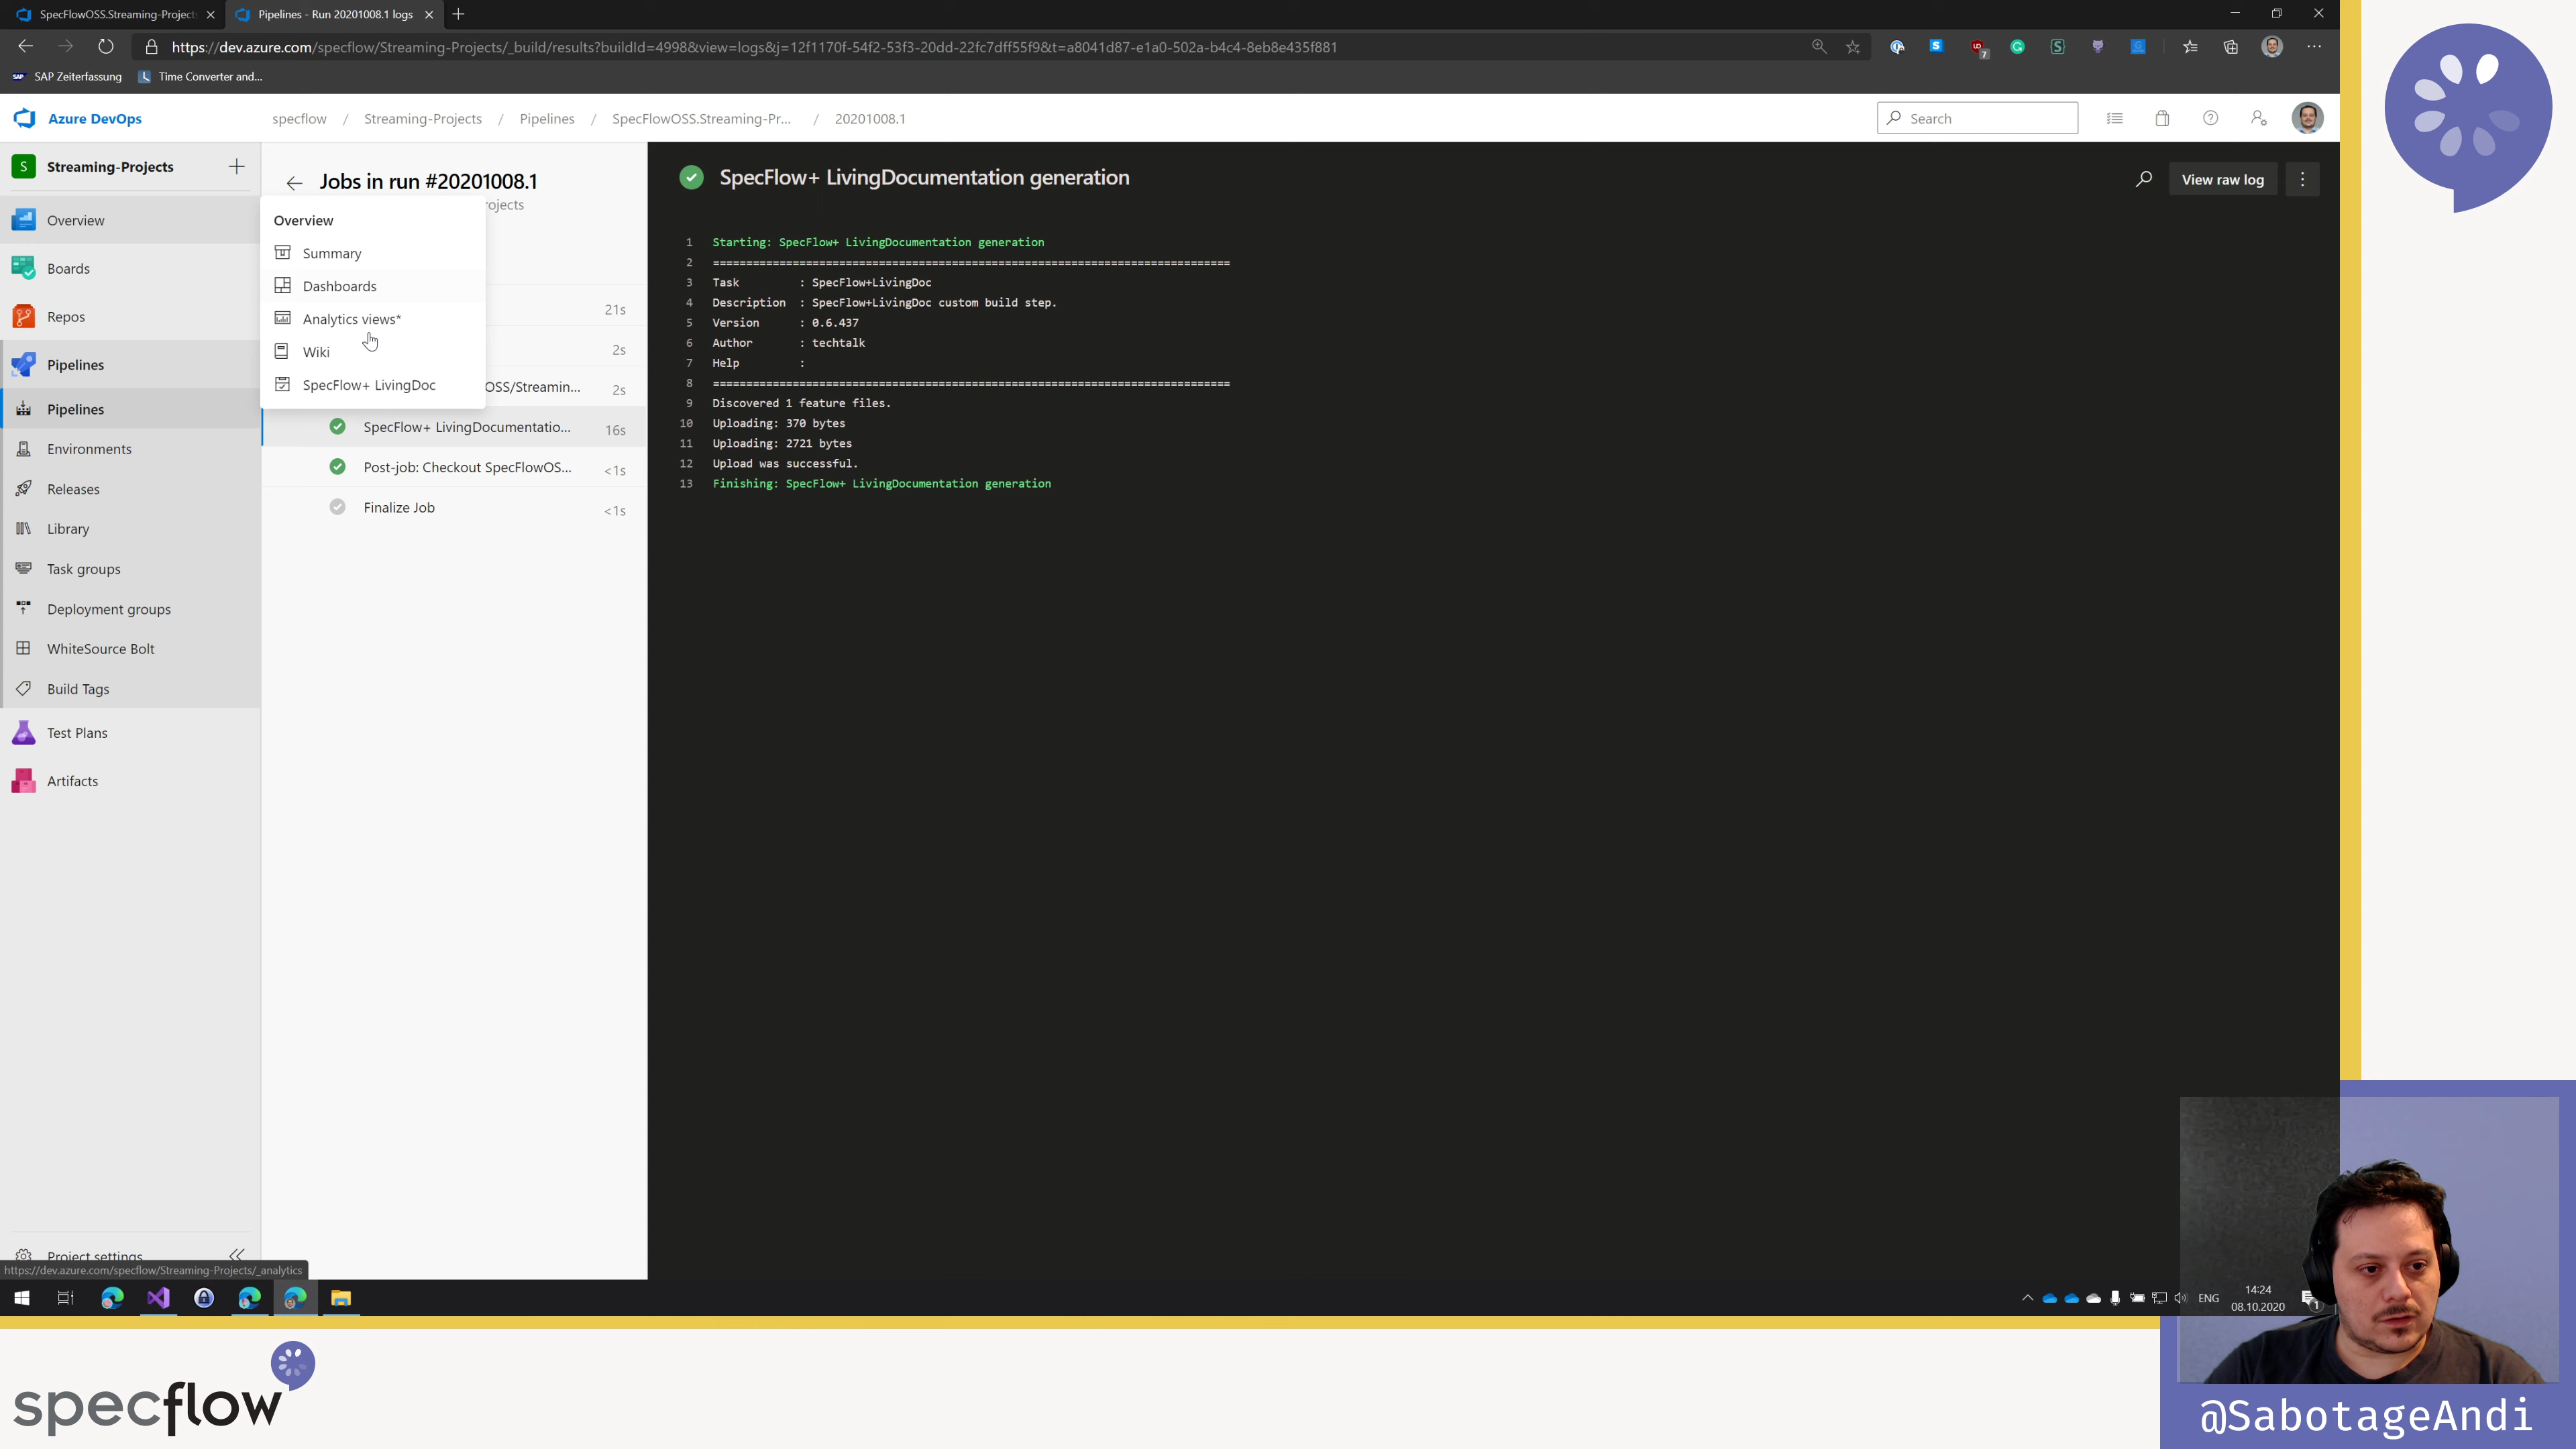 SpecFlowOSS.Streaming-Projects
Pipelines - Run 20201008.1 logs
https://dev.azure.com/specflow/Streaming-Projects/_build/results?buildId=4998&view=logs&j=12f1170f-54f2-53f3-20dd-22fc7dff55f9&t=a8041d87-e1a0-502a-b4c4-8eb8e435f881
7
SAP SAP Zeiterfassung
Time Converter and...
Azure DevOps
specflow / Streaming-Projects / Pipelines / SpecFlowOSS.Streaming-Pr... / 20201008.1
Search
S Streaming-Projects
Overview
Boards
Repos
Pipelines
Pipelines
Environments
Releases
Library
Task groups
Deployment groups
WhiteSource Bolt
Build Tags
Test Plans
Artifacts
Project settings
https://dev.azure.com/specflow/Streaming-Projects/_analytics
Jobs in run #20201008.1
rojects
Overview
Summary
Dashboards
Analytics views*
Wiki
SpecFlow+ LivingDoc
21s
2s
OSS/Streamin... 2s
SpecFlow+ LivingDocumentatio... 16s
Post-job: Checkout SpecFlowOS... <1s
Finalize Job <1s
SpecFlow+ LivingDocumentation generation
View raw log
1 Starting: SpecFlow+ LivingDocumentation generation
2 ==============================================================================
3 Task : SpecFlow+LivingDoc
4 Description : SpecFlow+LivingDoc custom build step.
5 Version : 0.6.437
6 Author : techtalk
7 Help :
8 ==============================================================================
9 Discovered 1 feature files.
10 Uploading: 370 bytes
11 Uploading: 2721 bytes
12 Upload was successful.
13 Finishing: SpecFlow+ LivingDocumentation generation
ENG
14:24
08.10.2020
1
specflow
@SabotageAndi